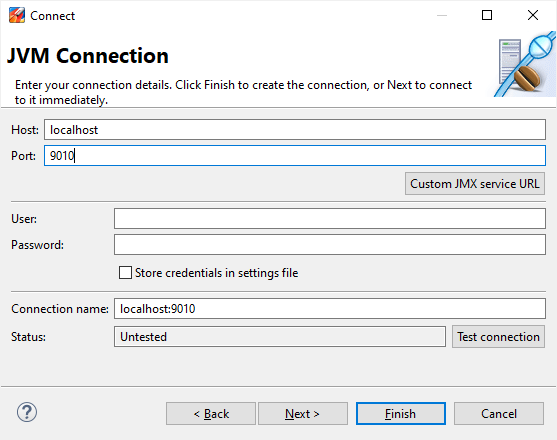 Connect
JVM Connection
Enter your connection details. Click Finish to create the connection, or Next to connect
to it immediately.
Host: localhost
Port: 9010
Custom JMX service URL
User:
Password:
Store credentials in settings file
Connection name: localhost:9010
Status: Untested Test connection
? < Back Next > Finish Cancel